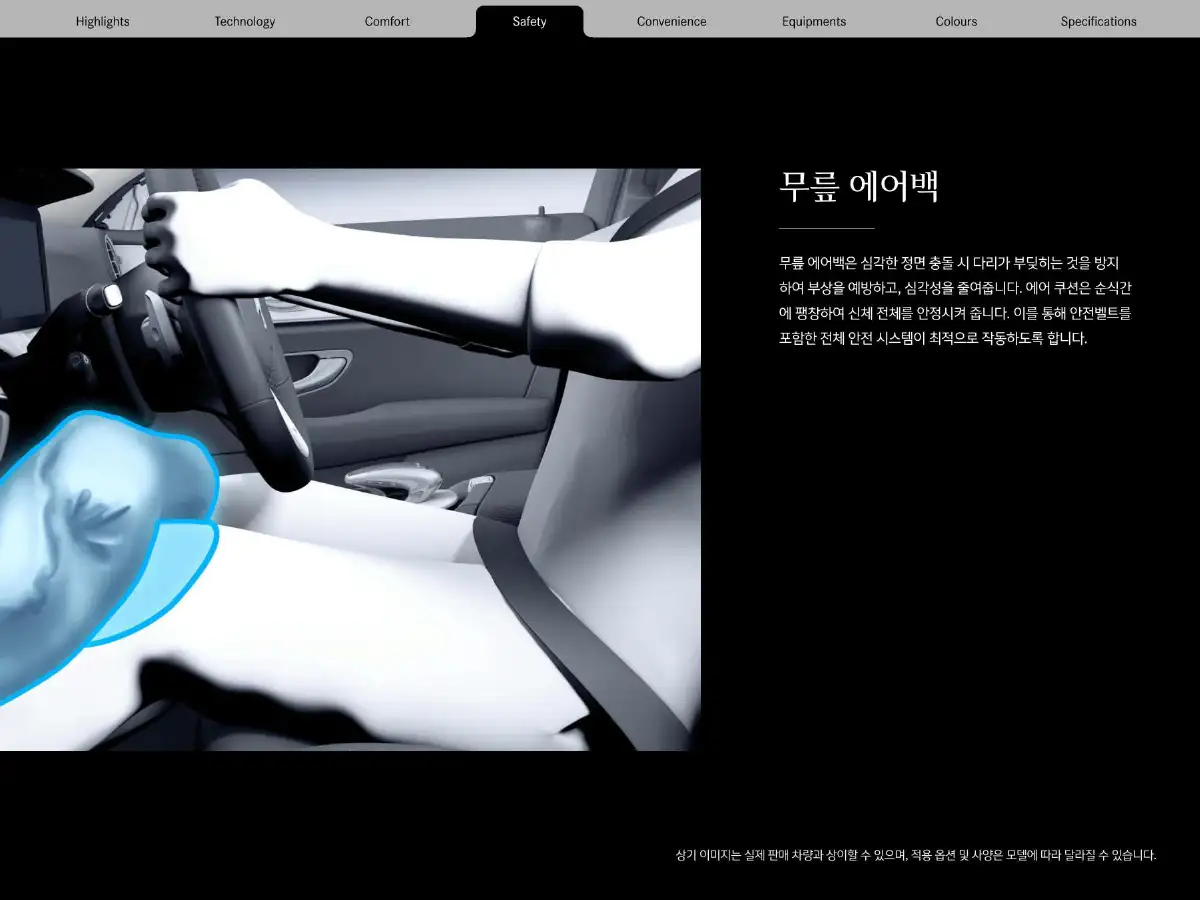 Highlights
Technology
Comfort
Safety
Convenience
Equipments
Colours
Specifications
무릎 에어백
무릎 에어백은 심각한 정면 충돌 시 다리가 부딪히는 것을 방지
하여 부상을 예방하고, 심각성을 줄여줍니다. 에어 쿠션은 순식간
에 팽창하여 신체 전체를 안정시켜 줍니다. 이를 통해 안전벨트를
포함한 전체 안전 시스템이 최적으로 작동하도록 합니다.
상기 이미지는 실제 판매 차량과 상이할 수 있으며, 적용 옵션 및 사양은 모델에 따라 달라질 수 있습니다.